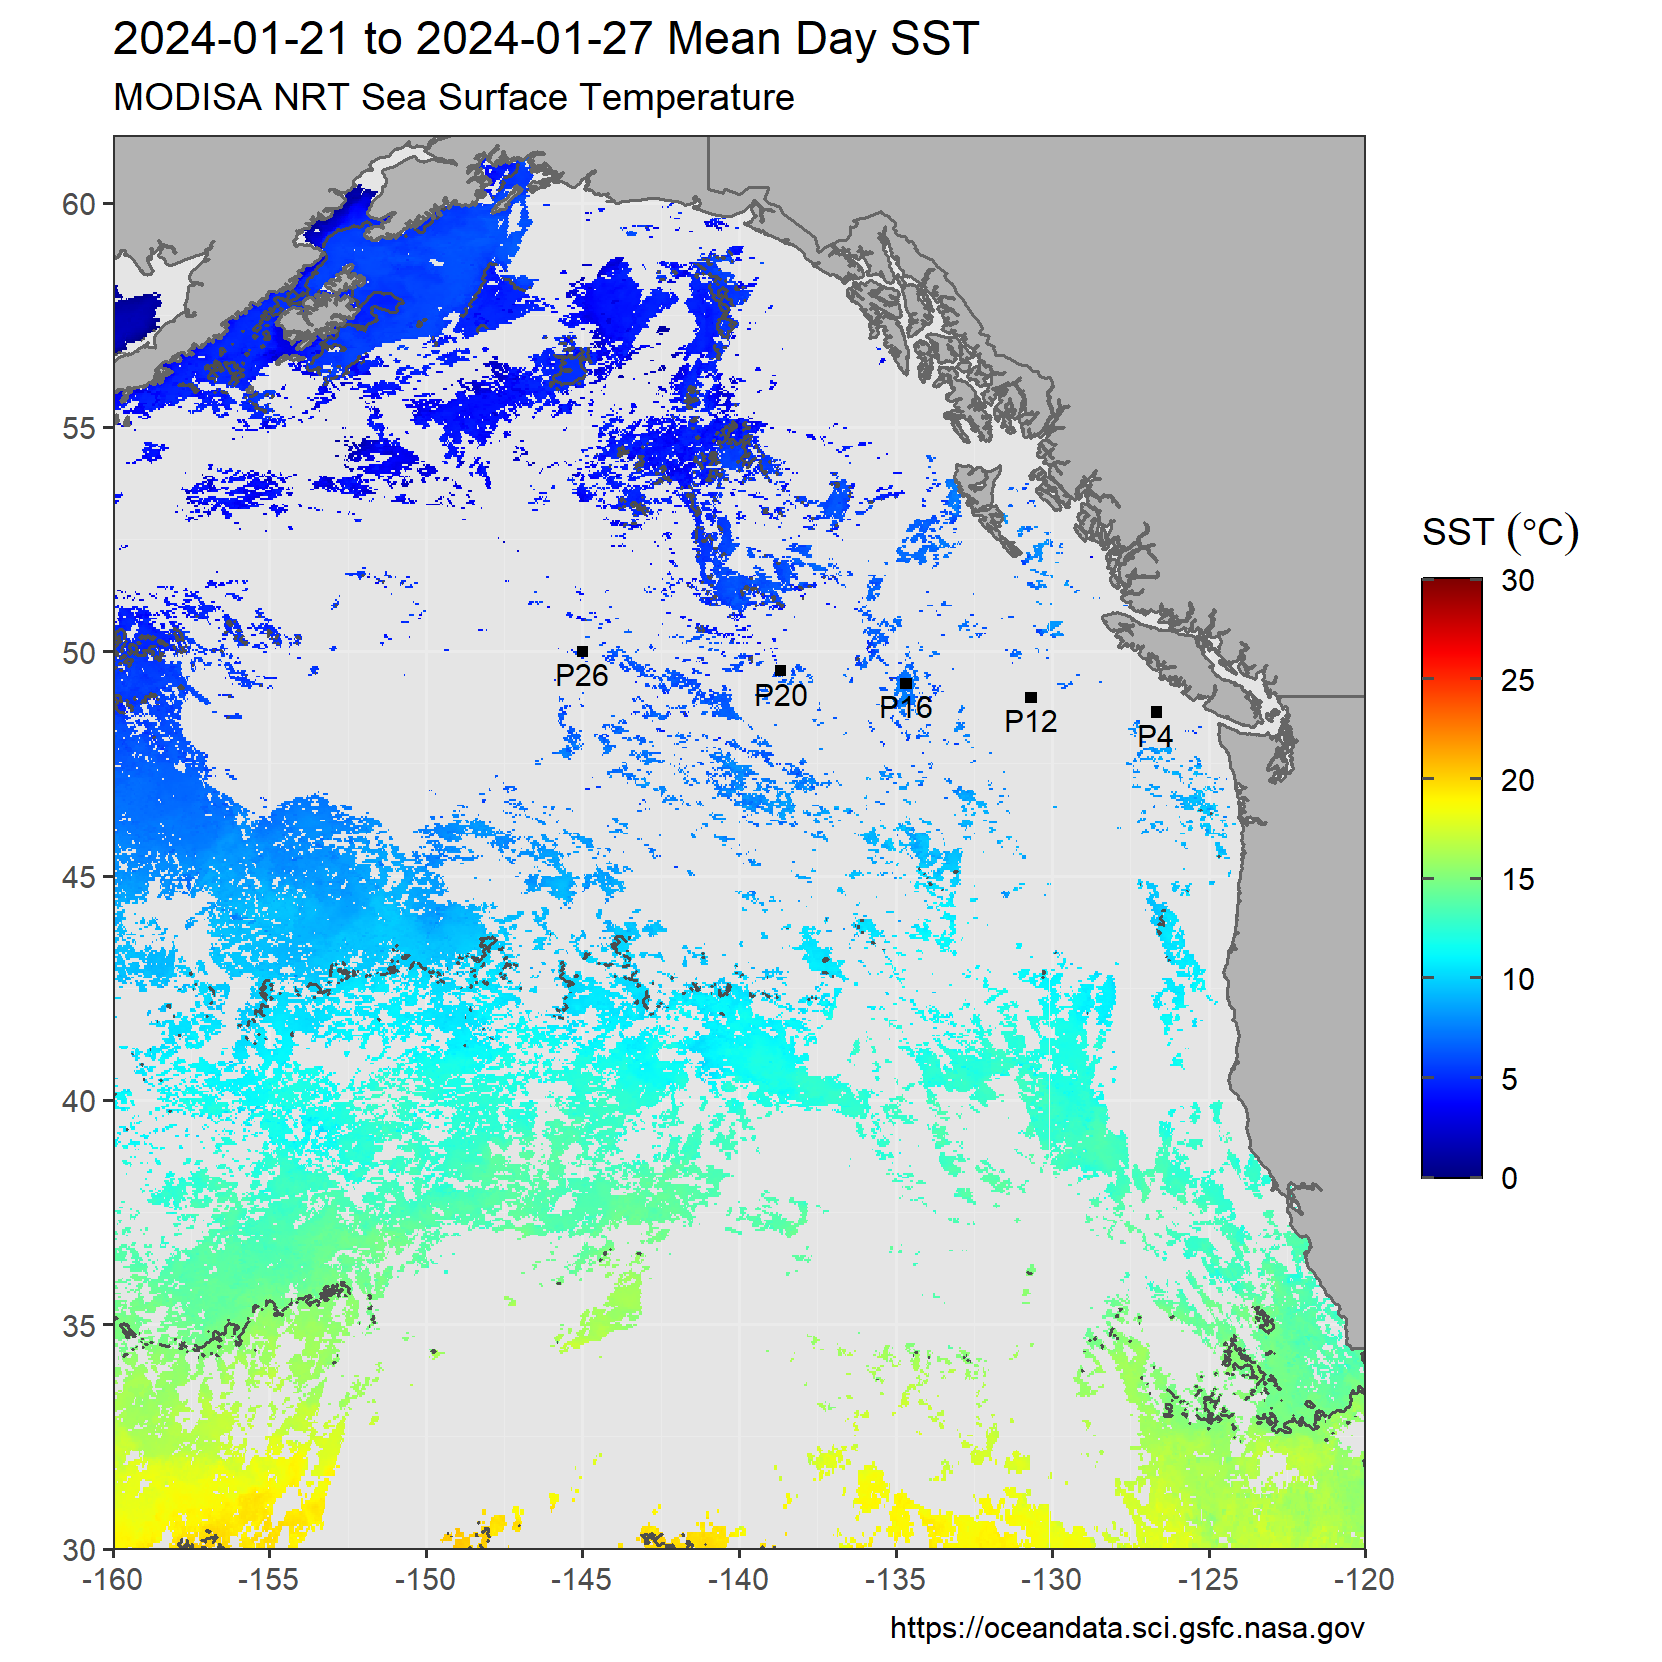 2024-01-21 to 2024-01-27 Mean Day SST
MODISA NRT Sea Surface Temperature
60
55
50
45
40
35
30
-160
-155
-150
-145
-140
-135
-130
-125
-120
P26
P20
P16
P12
P4
SST (°C)
30
25
20
15
10
5
0
https://oceandata.sci.gsfc.nasa.gov